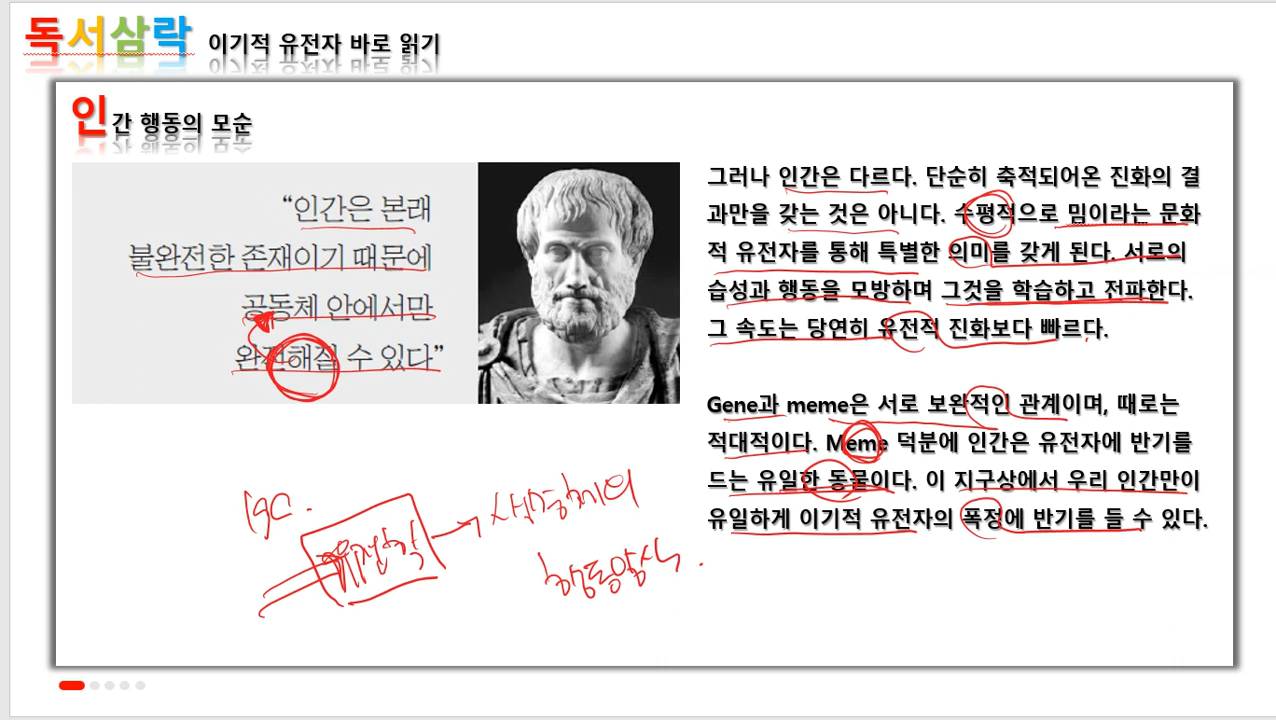 독서삼락 이기적 유전자 바로 읽기
인간 행동의 모순
“인간은 본래
불완전한 존재이기 때문에
공동체 안에서만
완전해질 수 있다”
그러나 인간은 다르다. 단순히 축적되어온 진화의 결
과만을 갖는 것은 아니다. 수평적으로 밈이라는 문화
적 유전자를 통해 특별한 의미를 갖게 된다. 서로의
습성과 행동을 모방하며 그것을 학습하고 전파한다.
그 속도는 당연히 유전적 진화보다 빠르다.
Gene과 meme은 서로 보완적인 관계이며, 때로는
적대적이다. Meme 덕분에 인간은 유전자에 반기를
드는 유일한 동물이다. 이 지구상에서 우리 인간만이
유일하게 이기적 유전자의 폭정에 반기를 들 수 있다.
생명체의
행동양식.